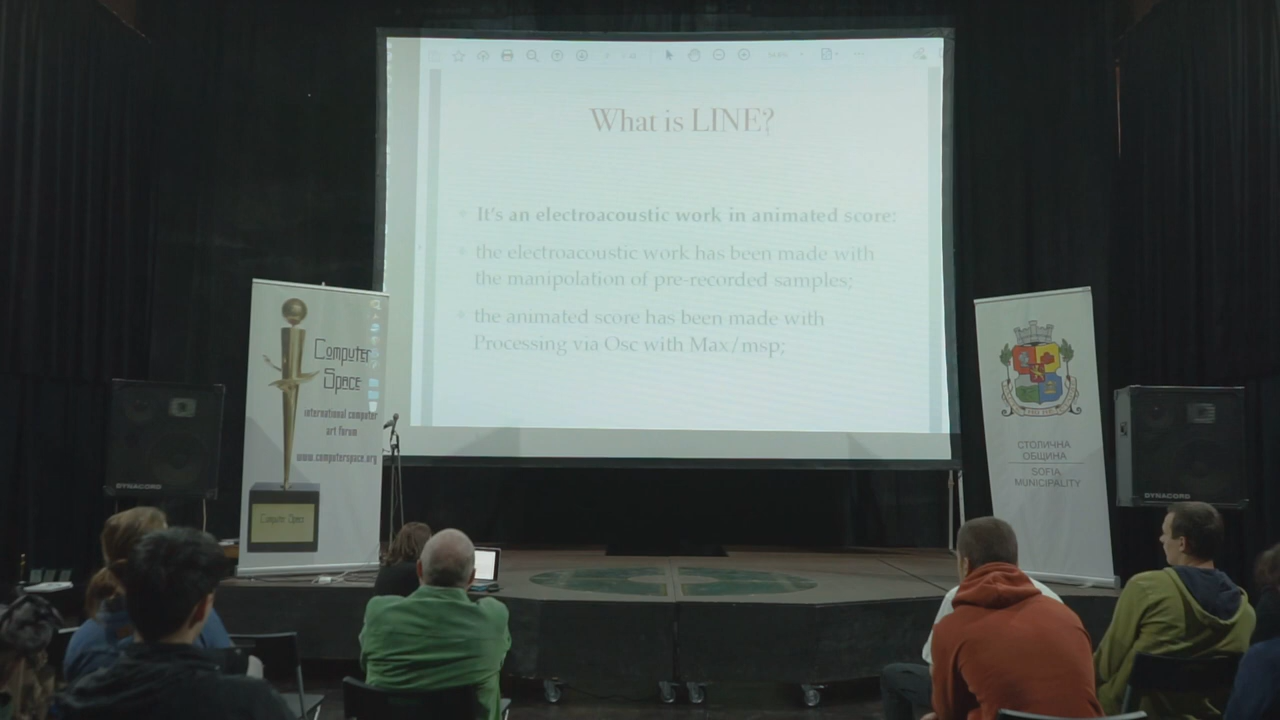 What is LINE?
It's an electroacoustic work in animated score:
the electroacoustic work has been made with
the manipolation of pre-recorded samples;
the animated score has been made with
Processing via Osc with Max/msp;
Computer
Space
international computer
art forum
www.computerspace.org
Computer Space
DYNACORD
СТОЛИЧНА
ОБЩИНА
SOFIA
MUNICIPALITY
DYNACORD